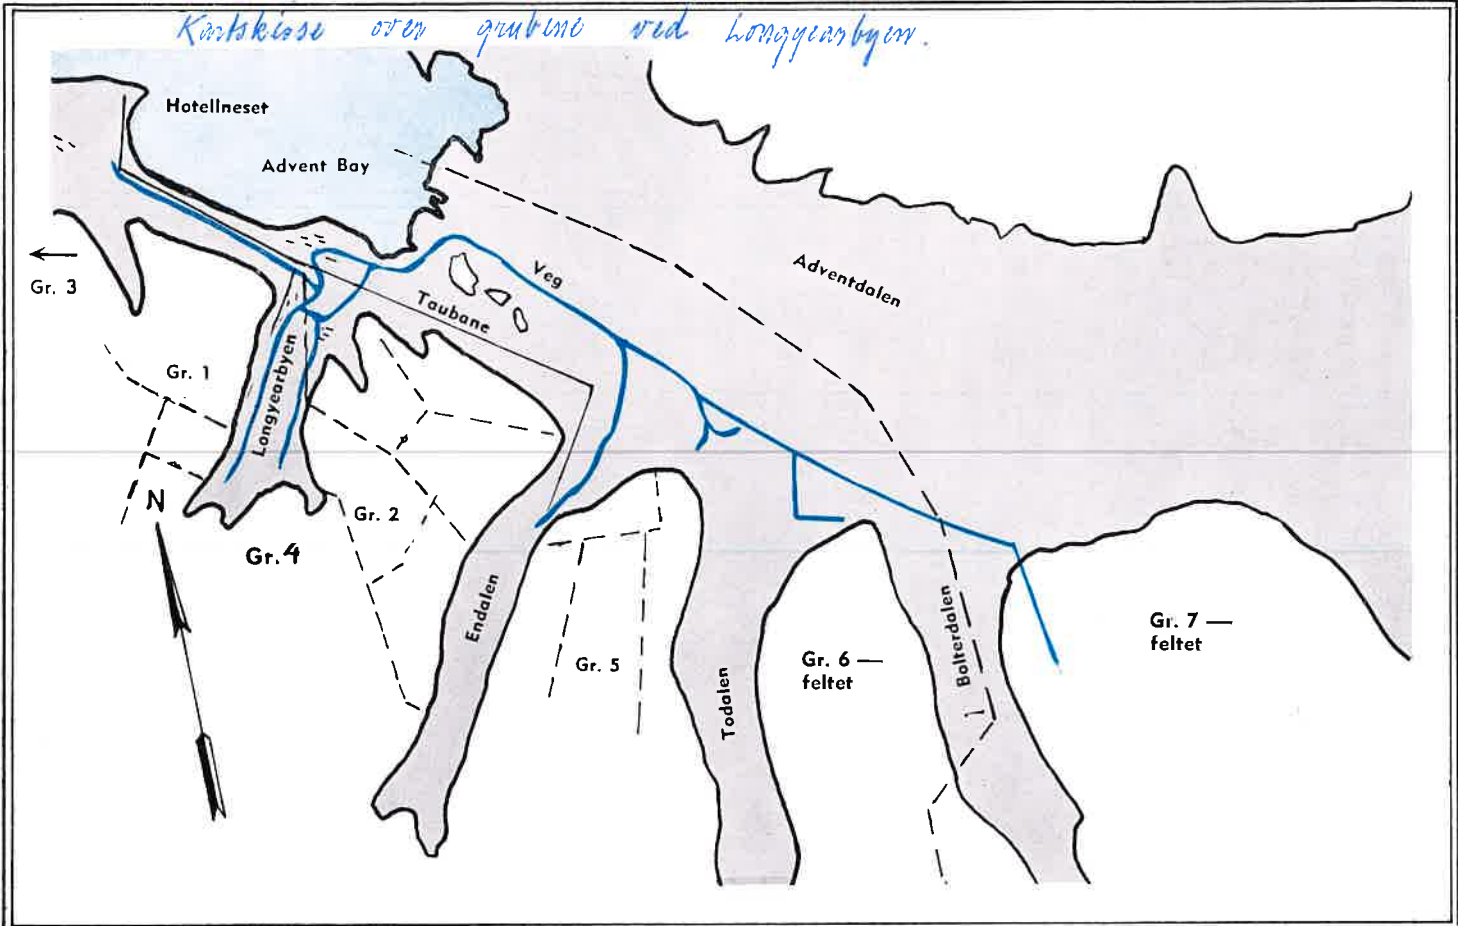 Kartskisse over grubene ved Longyearbyen.
Hotellneset
Advent Bay
Gr. 3
Veg
Adventdalen
Taubane
Gr. 1
Longyearbyen
N
Gr. 2
Gr. 4
Endalen
Gr. 5
Todalen
Gr. 6 —
feltet
Bolterdalen
Gr. 7 —
feltet